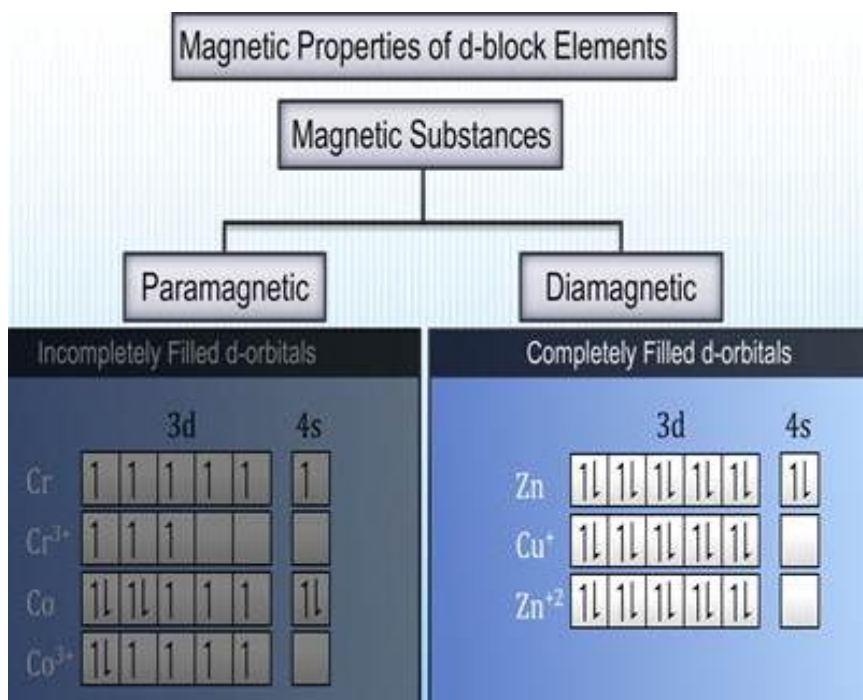 Magnetic Properties of d-block Elements
Magnetic Substances
Paramagnetic
Diamagnetic
Incompletely Filled d-orbitals
3d 4s
Cr
Cr³⁺
Co
Co³⁺
Completely Filled d-orbitals
3d 4s
Zn
Cu⁺
Zn⁺²